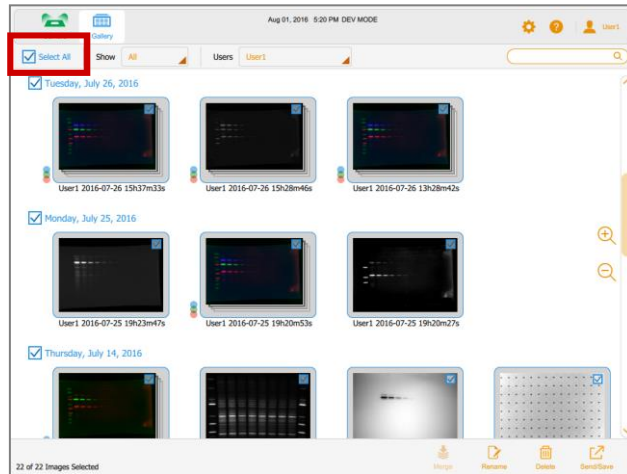 Aug 01, 2016 5:20 PM DEV MODE
Gallery
User1
Select All Show All Users User1
Tuesday, July 26, 2016
User1 2016-07-26 15h37m33s User1 2016-07-26 15h28m46s User1 2016-07-26 13h28m42s
Monday, July 25, 2016
User1 2016-07-25 19h23m47s User1 2016-07-25 19h20m53s User1 2016-07-25 19h20m27s
Thursday, July 14, 2016
22 of 22 Images Selected
Merge Rename Delete Send/Save